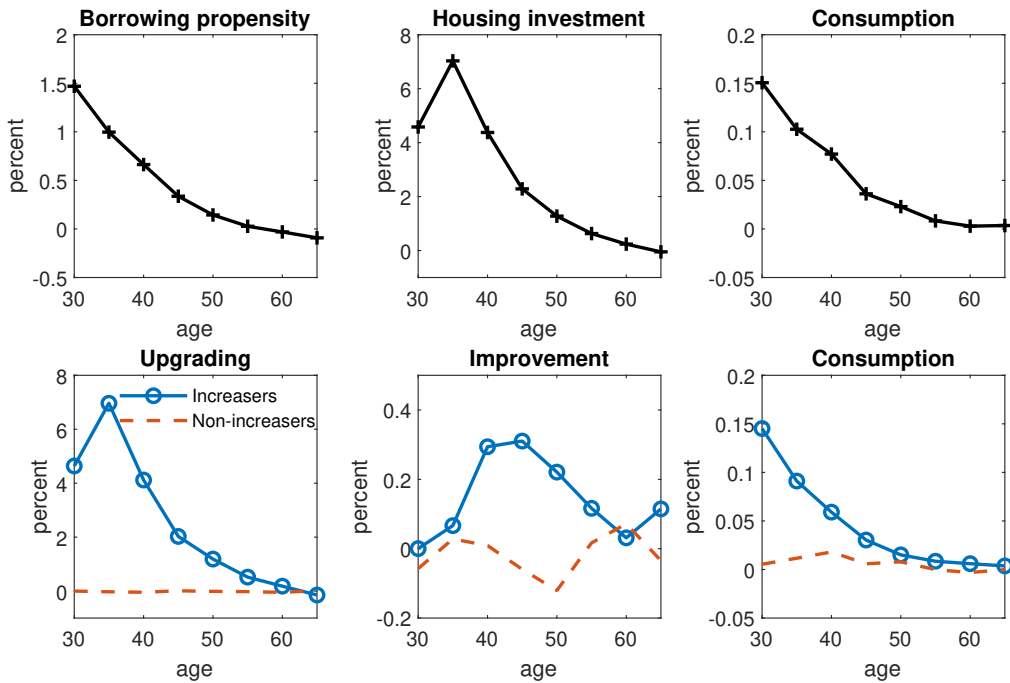 Borrowing propensity
2
1.5
1
0.5
0
-0.5
percent
30 40 50 60
age
Housing investment
8
6
4
2
0
percent
30 40 50 60
age
Consumption
0.2
0.15
0.1
0.05
0
-0.05
percent
30 40 50 60
age
Upgrading
8
6
4
2
0
percent
Increasers
Non-increasers
30 40 50 60
age
Improvement
0.4
0.2
0
-0.2
percent
30 40 50 60
age
Consumption
0.2
0.15
0.1
0.05
0
-0.05
percent
30 40 50 60
age